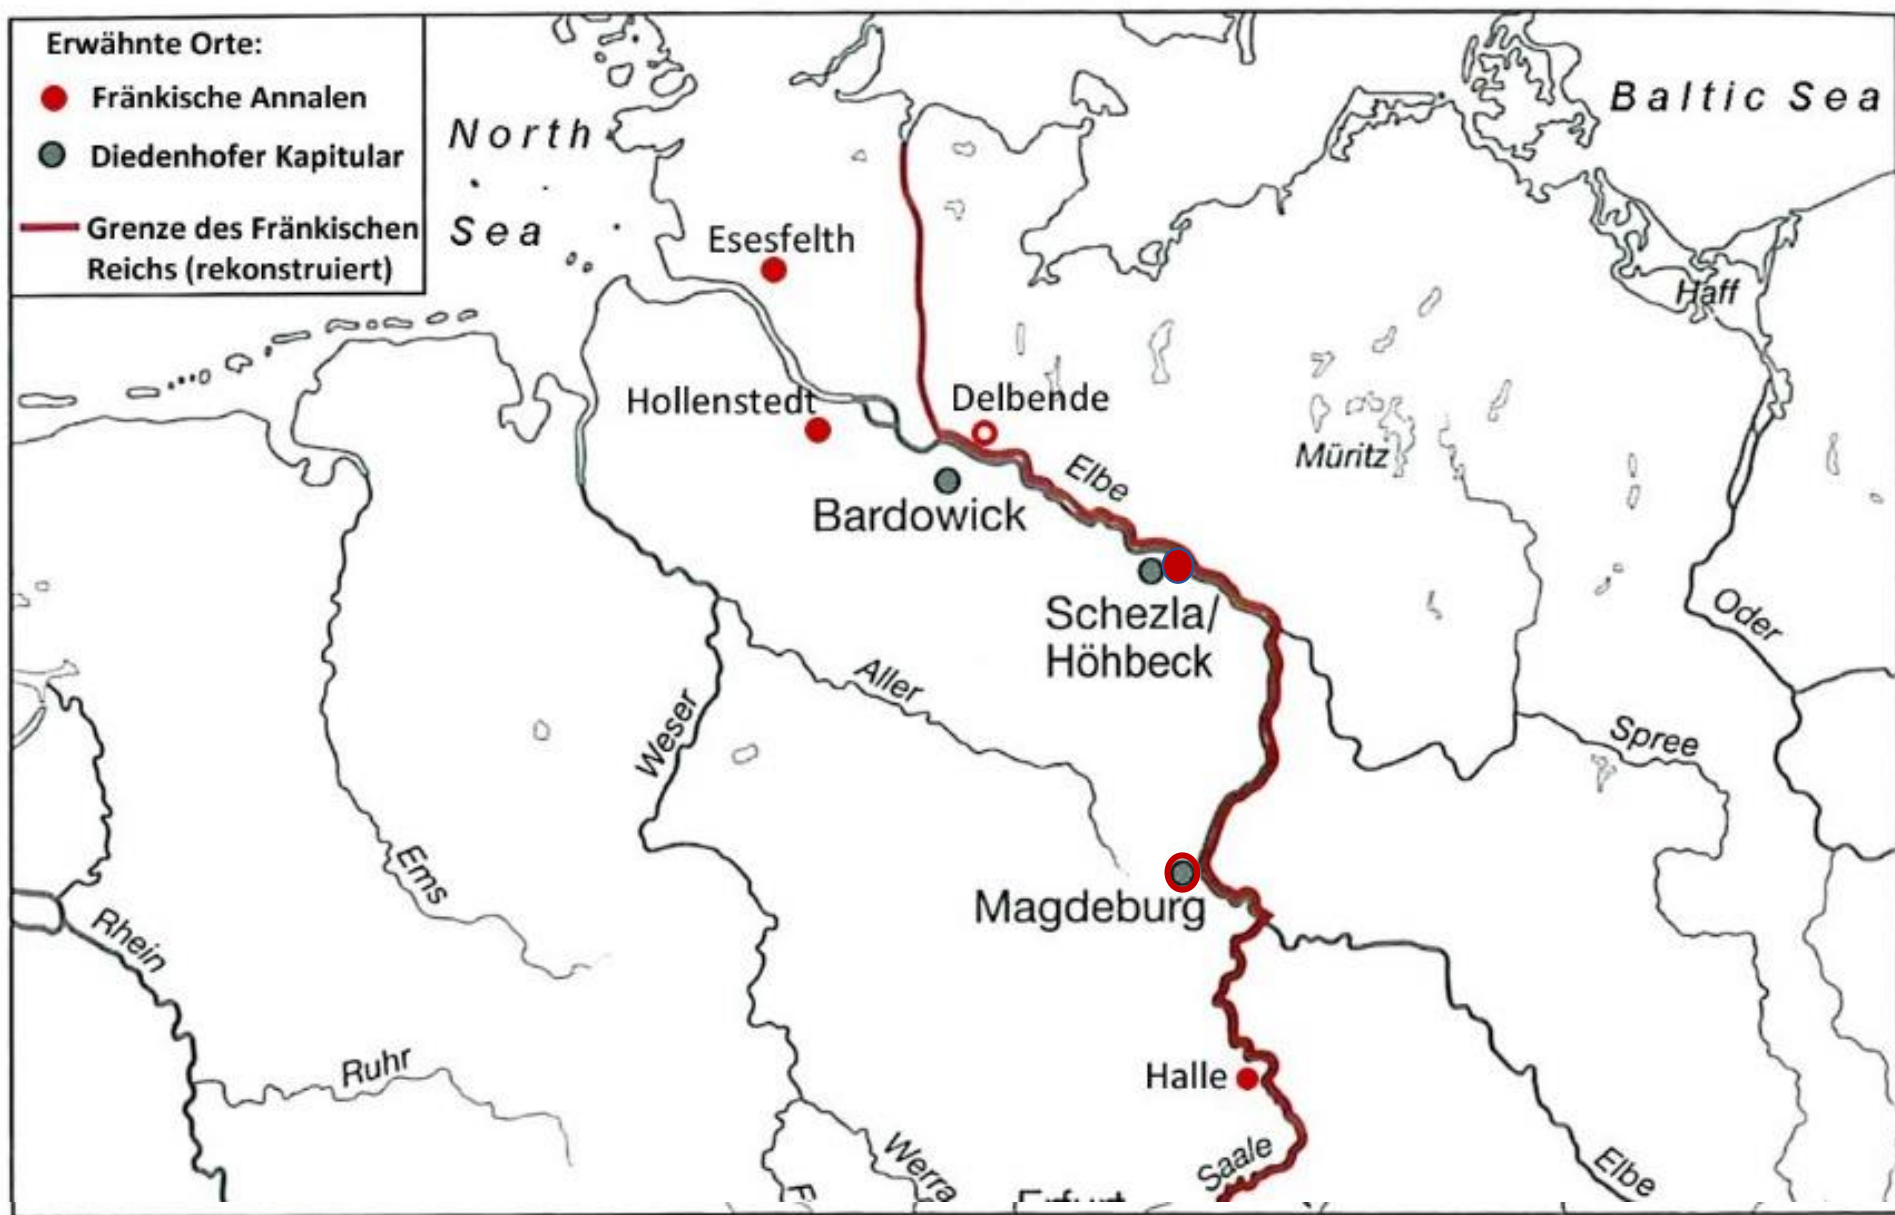 Erwähnte Orte:
Fränkische Annalen
Diedenhofer Kapitular
Grenze des Fränkischen
Reichs (rekonstruiert)
North
Sea
Baltic Sea
Esesfelth
Haff
Hollenstedt
Delbende
Elbe
Müritz
Bardowick
Schezla/
Höhbeck
Oder
Aller
Weser
Spree
Ems
Magdeburg
Rhein
Ruhr
Halle
Saale
Werra
Elbe